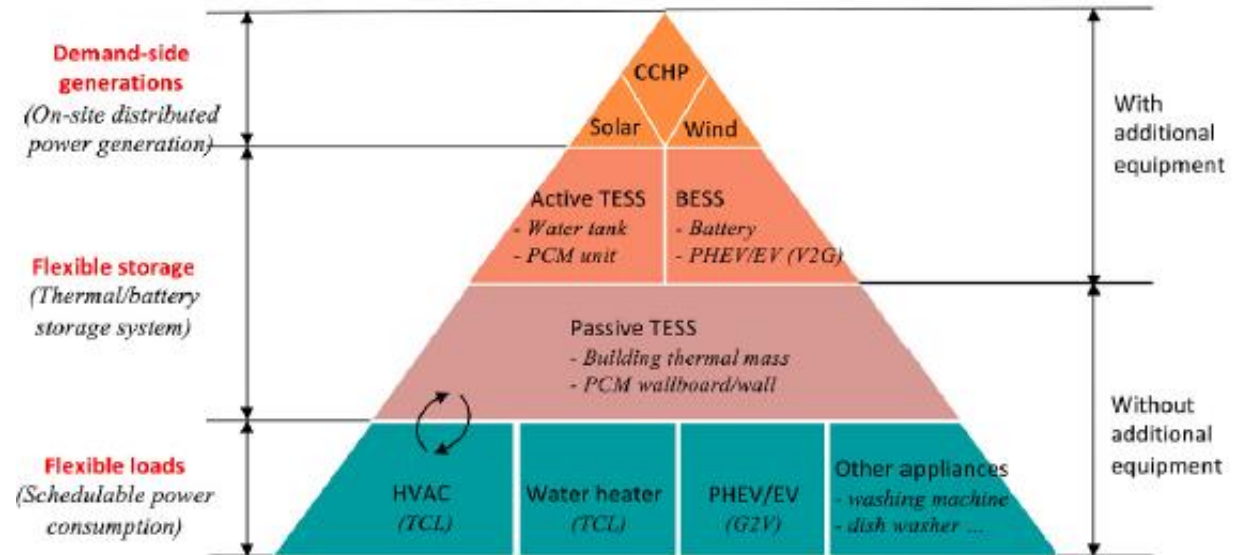 Demand-side
generations
(On-site distributed
power generation)
Flexible storage
(Thermal/battery
storage system)
Flexible loads
(Schedulable power
consumption)
CCHP
Solar
Wind
Active TESS
- Water tank
- PCM unit
BESS
- Battery
- PHEV/EV (V2G)
Passive TESS
- Building thermal mass
- PCM wallboard/wall
HVAC
(TCL)
Water heater
(TCL)
PHEV/EV
(G2V)
Other appliances
- washing machine
- dish washer ...
With
additional
equipment
Without
additional
equipment